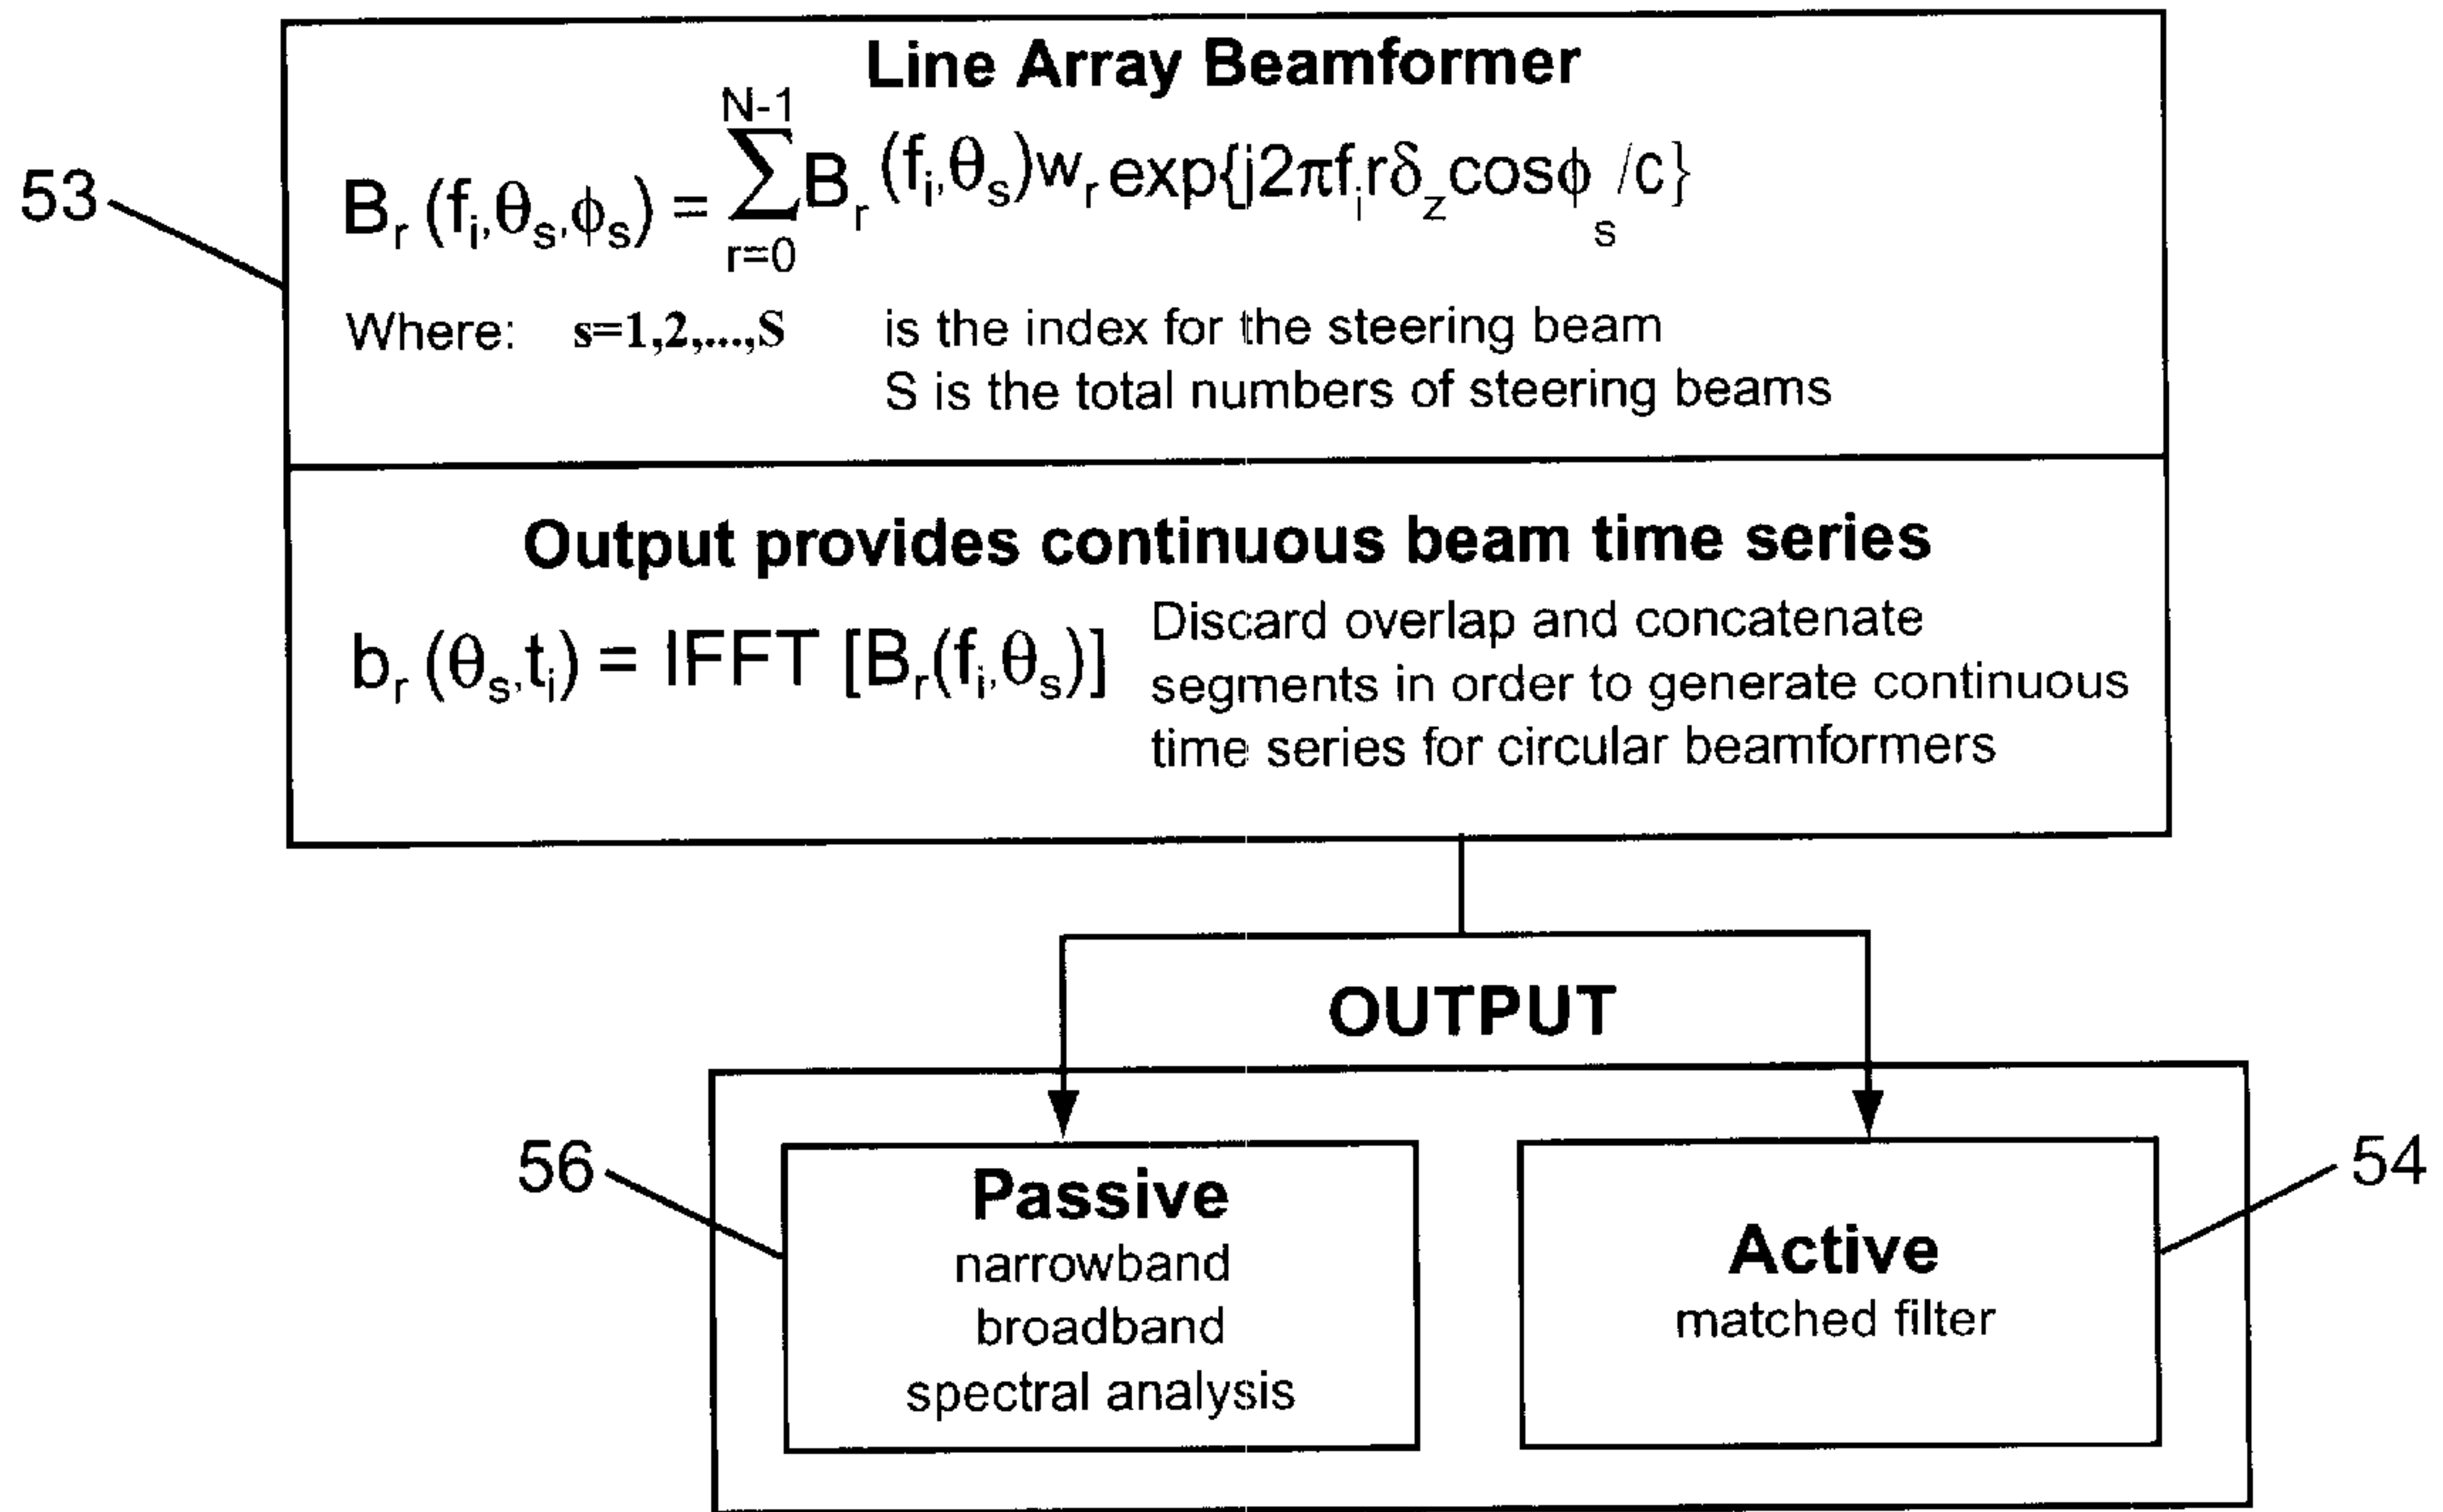 Line Array Beamformer
53
B_r (f_i,θ_s,ϕ_s) = \sum_{r=0}^{N-1} B_r (f_i,θ_s)w_r exp{j2πf_i rδ_z cosϕ_s /c}
Where: s=1,2,...,S is the index for the steering beam
S is the total numbers of steering beams
Output provides continuous beam time series
b_r (θ_s,t_i) = IFFT [B_r(f_i,θ_s)]
Discard overlap and concatenate
segments in order to generate continuous
time series for circular beamformers
OUTPUT
56
Passive
narrowband
broadband
spectral analysis
54
Active
matched filter